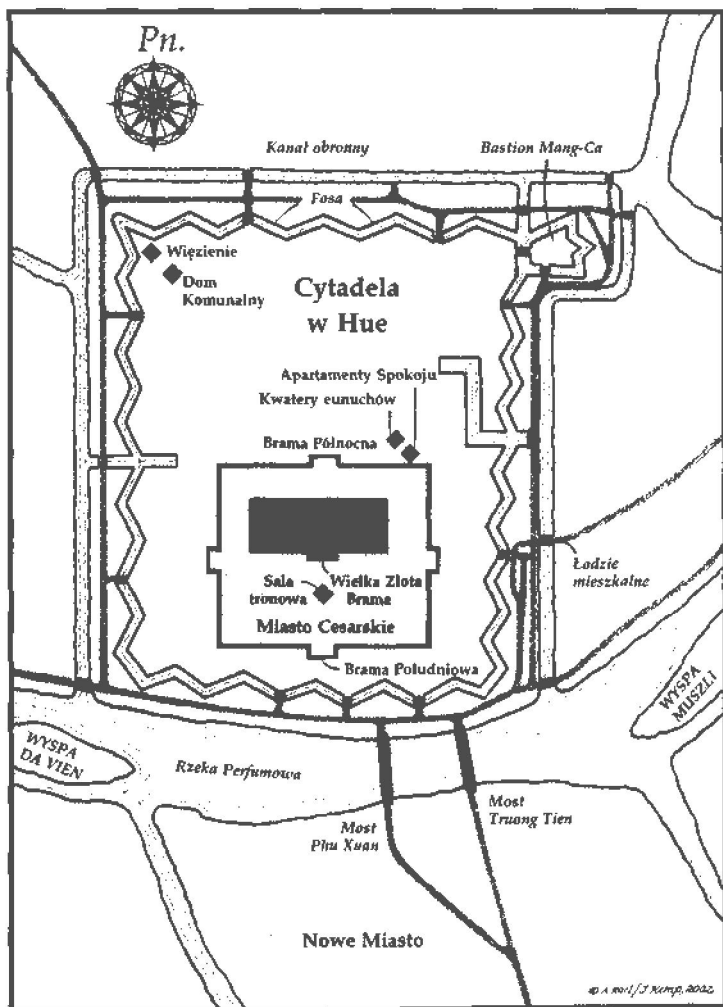 Pn.
Kanał obronny
Bastion Mang-Ca
Fosa
Więzienie
Dom
Komunalny
Cytadela
w Hue
Apartamenty Spokoju
Kwatery eunuchów
Brama Północna
Łodzie
mieszkalne
Sala
tronowa
Wielka Złota
Brama
Miasto Cesarskie
Brama Południowa
WYSPA
MUSZLI
WYSPA
DA VIEN
Rzeka Perfumowa
Most
Truong Tien
Most
Phu Xuan
Nowe Miasto
2002